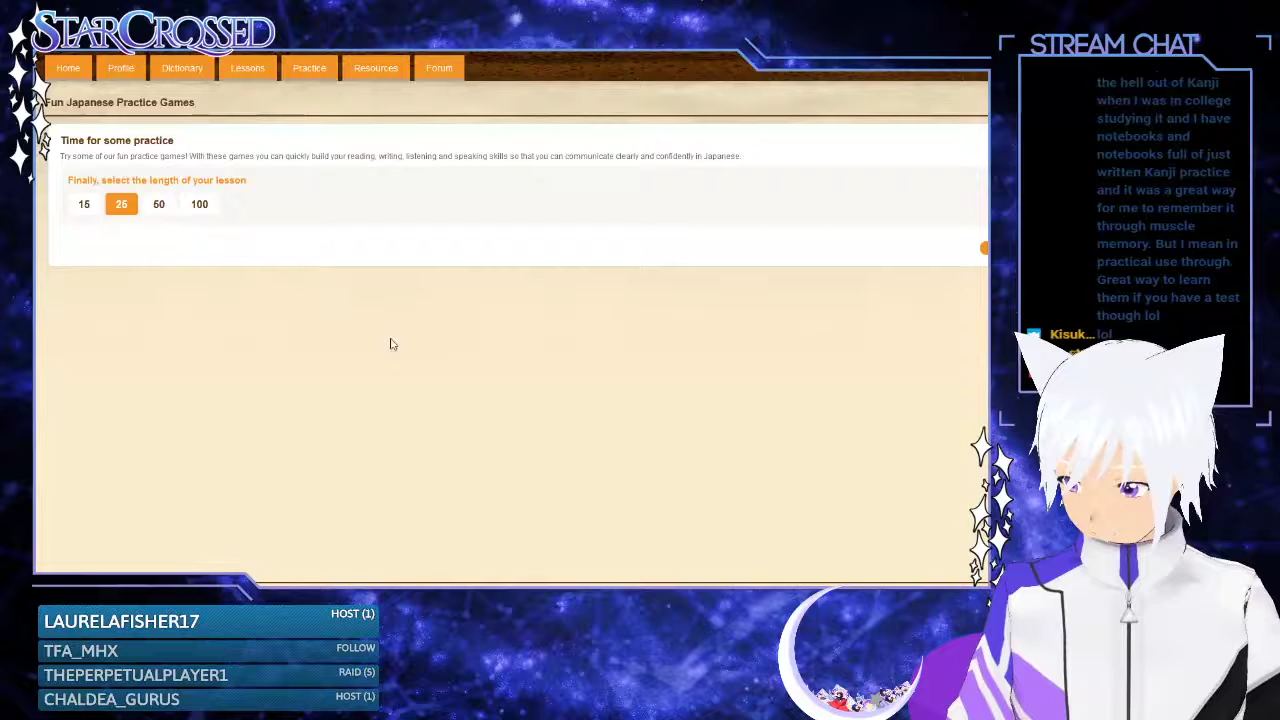 STARCROSSED
Home Profile Dictionary Lessons Practice Resources Forum
Fun Japanese Practice Games
Time for some practice
Try some of our fun practice games! With these games you can quickly build your reading, writing, listening and speaking skills so that you can communicate clearly and confidently in Japanese.
Finally, select the length of your lesson
15 25 50 100
STREAM CHAT
the hell out of Kanji
when I was in college
studying it and I have
notebooks and
notebooks full of just
written Kanji practice
and it was a great way
for me to remember it
through muscle
memory. But I mean in
practical use through.
Great way to learn
them if you have a test
though lol
Kisuk... lol
LAURELAFISHER17 HOST (1)
TFA_MHX FOLLOW
THEPERPETUALPLAYER1 RAID (5)
CHALDEA_GURUS HOST (1)